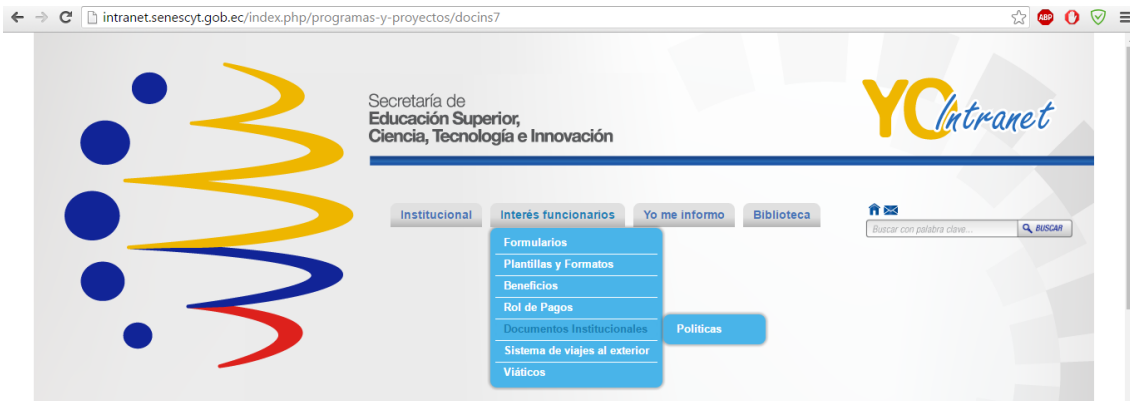 intranet.senescyt.gob.ec/index.php/programas-y-proyectos/docins7
ABP
Secretaría de
Educación Superior,
Ciencia, Tecnología e Innovación
YO Intranet
Institucional Interés funcionarios Yo me informo Biblioteca
Buscar con palabra clave... BUSCAR
Formularios
Plantillas y Formatos
Beneficios
Rol de Pagos
Documentos Institucionales Políticas
Sistema de viajes al exterior
Viáticos